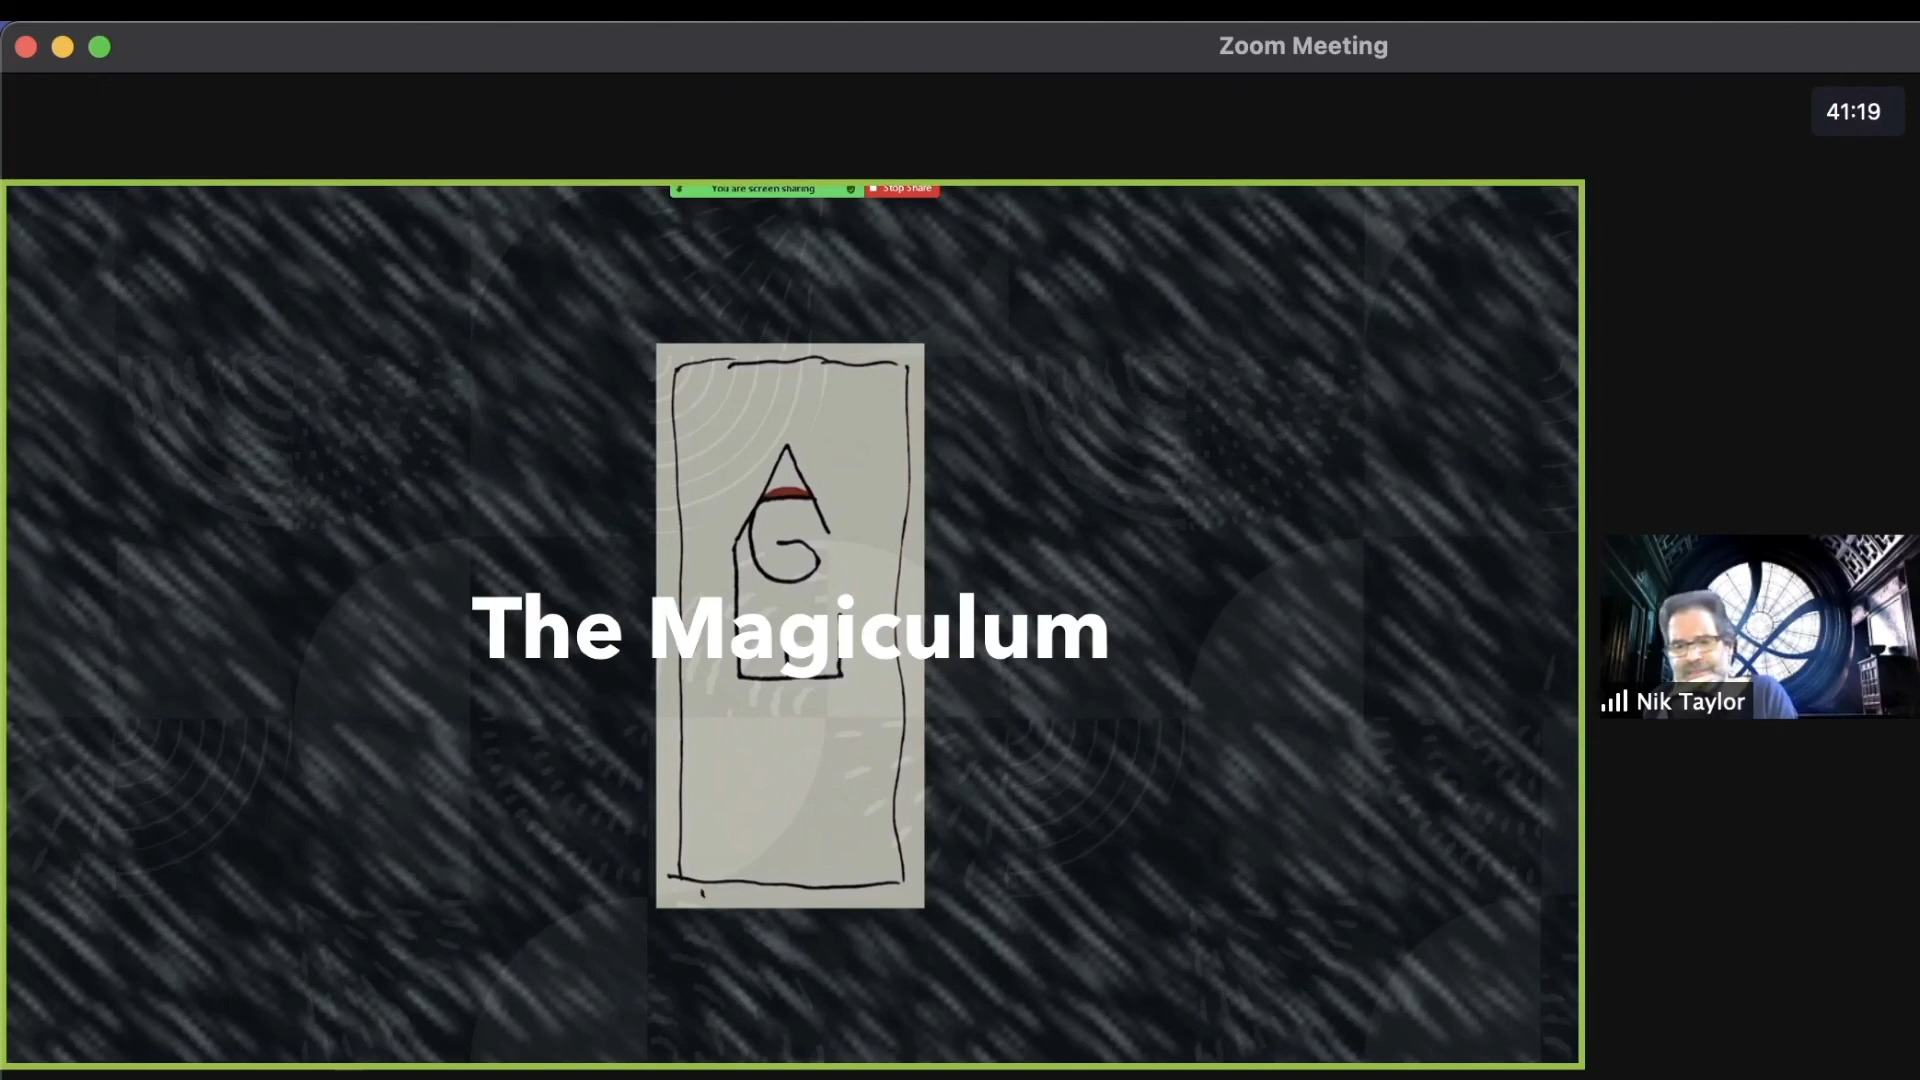 Zoom Meeting
41:19
You are screen sharing
Stop Share
The Magiculum
Nik Taylor